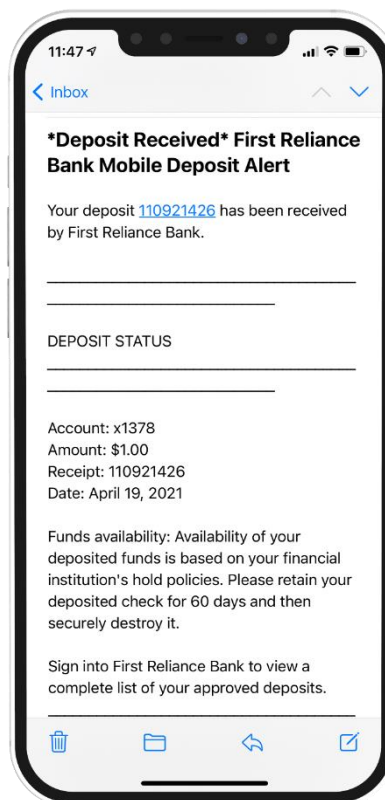 11:47
Inbox
*Deposit Received* First Reliance
Bank Mobile Deposit Alert
Your deposit 110921426 has been received
by First Reliance Bank.
DEPOSIT STATUS
Account: x1378
Amount: $1.00
Receipt: 110921426
Date: April 19, 2021
Funds availability: Availability of your
deposited funds is based on your financial
institution's hold policies. Please retain your
deposited check for 60 days and then
securely destroy it.
Sign into First Reliance Bank to view a
complete list of your approved deposits.